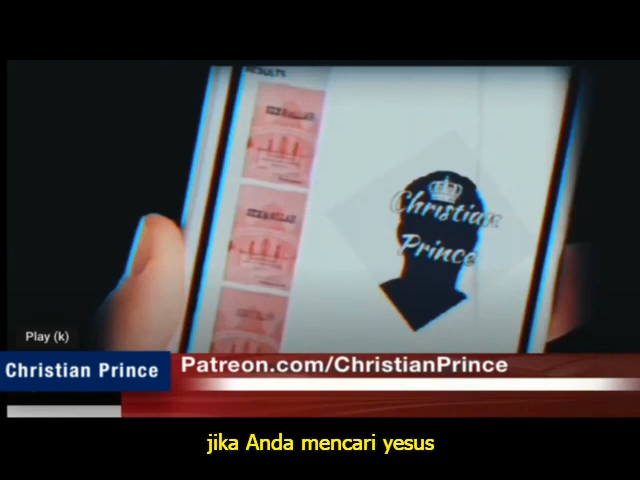 RESULTS
Christian
Prince
Play (k)
Christian Prince
Patreon.com/ChristianPrince
jika Anda mencari yesus